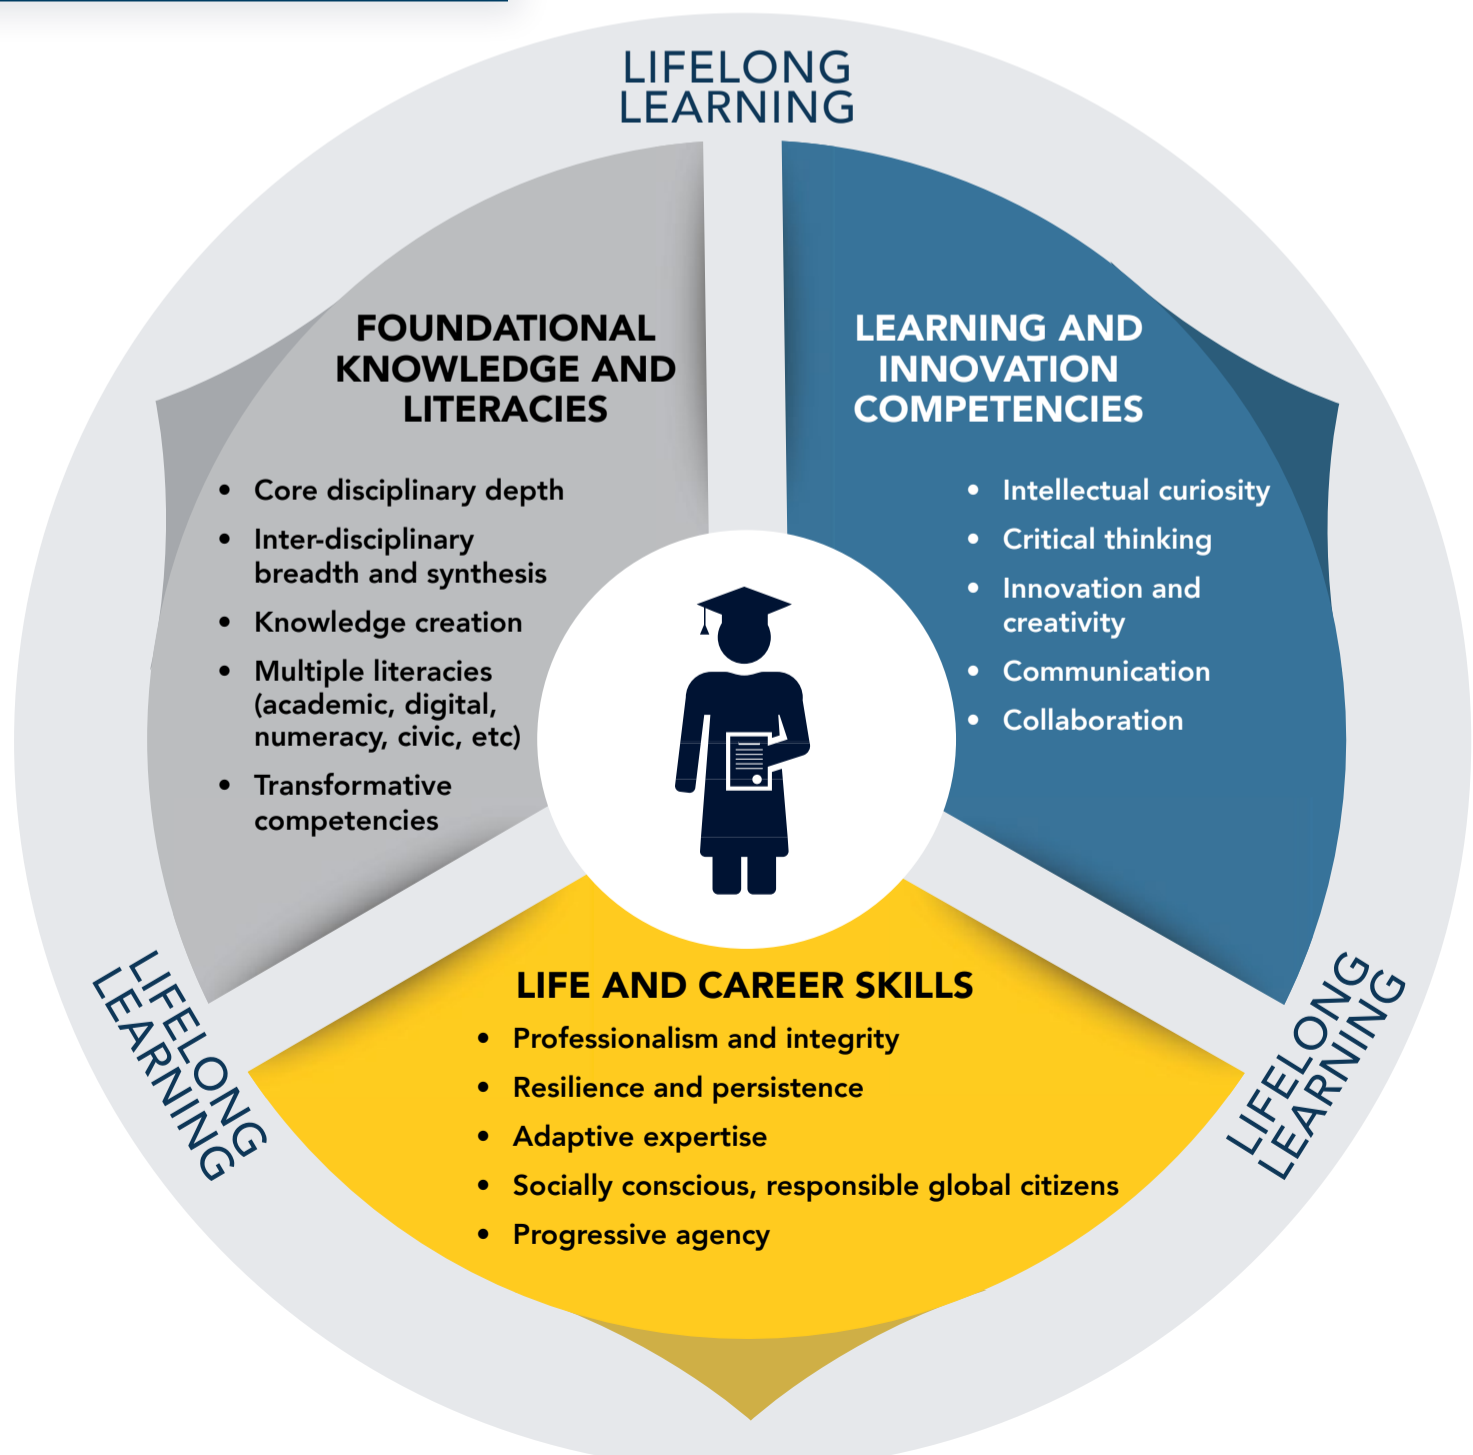 LIFELONG
LEARNING
FOUNDATIONAL
KNOWLEDGE AND
LITERACIES
• Core disciplinary depth
• Inter-disciplinary
breadth and synthesis
• Knowledge creation
• Multiple literacies
(academic, digital,
numeracy, civic, etc)
• Transformative
competencies
LEARNING AND
INNOVATION
COMPETENCIES
• Intellectual curiosity
• Critical thinking
• Innovation and
creativity
• Communication
• Collaboration
LIFE AND CAREER SKILLS
• Professionalism and integrity
• Resilience and persistence
• Adaptive expertise
• Socially conscious, responsible global citizens
• Progressive agency
LIFELONG
LEARNING
LIFELONG
LEARNING